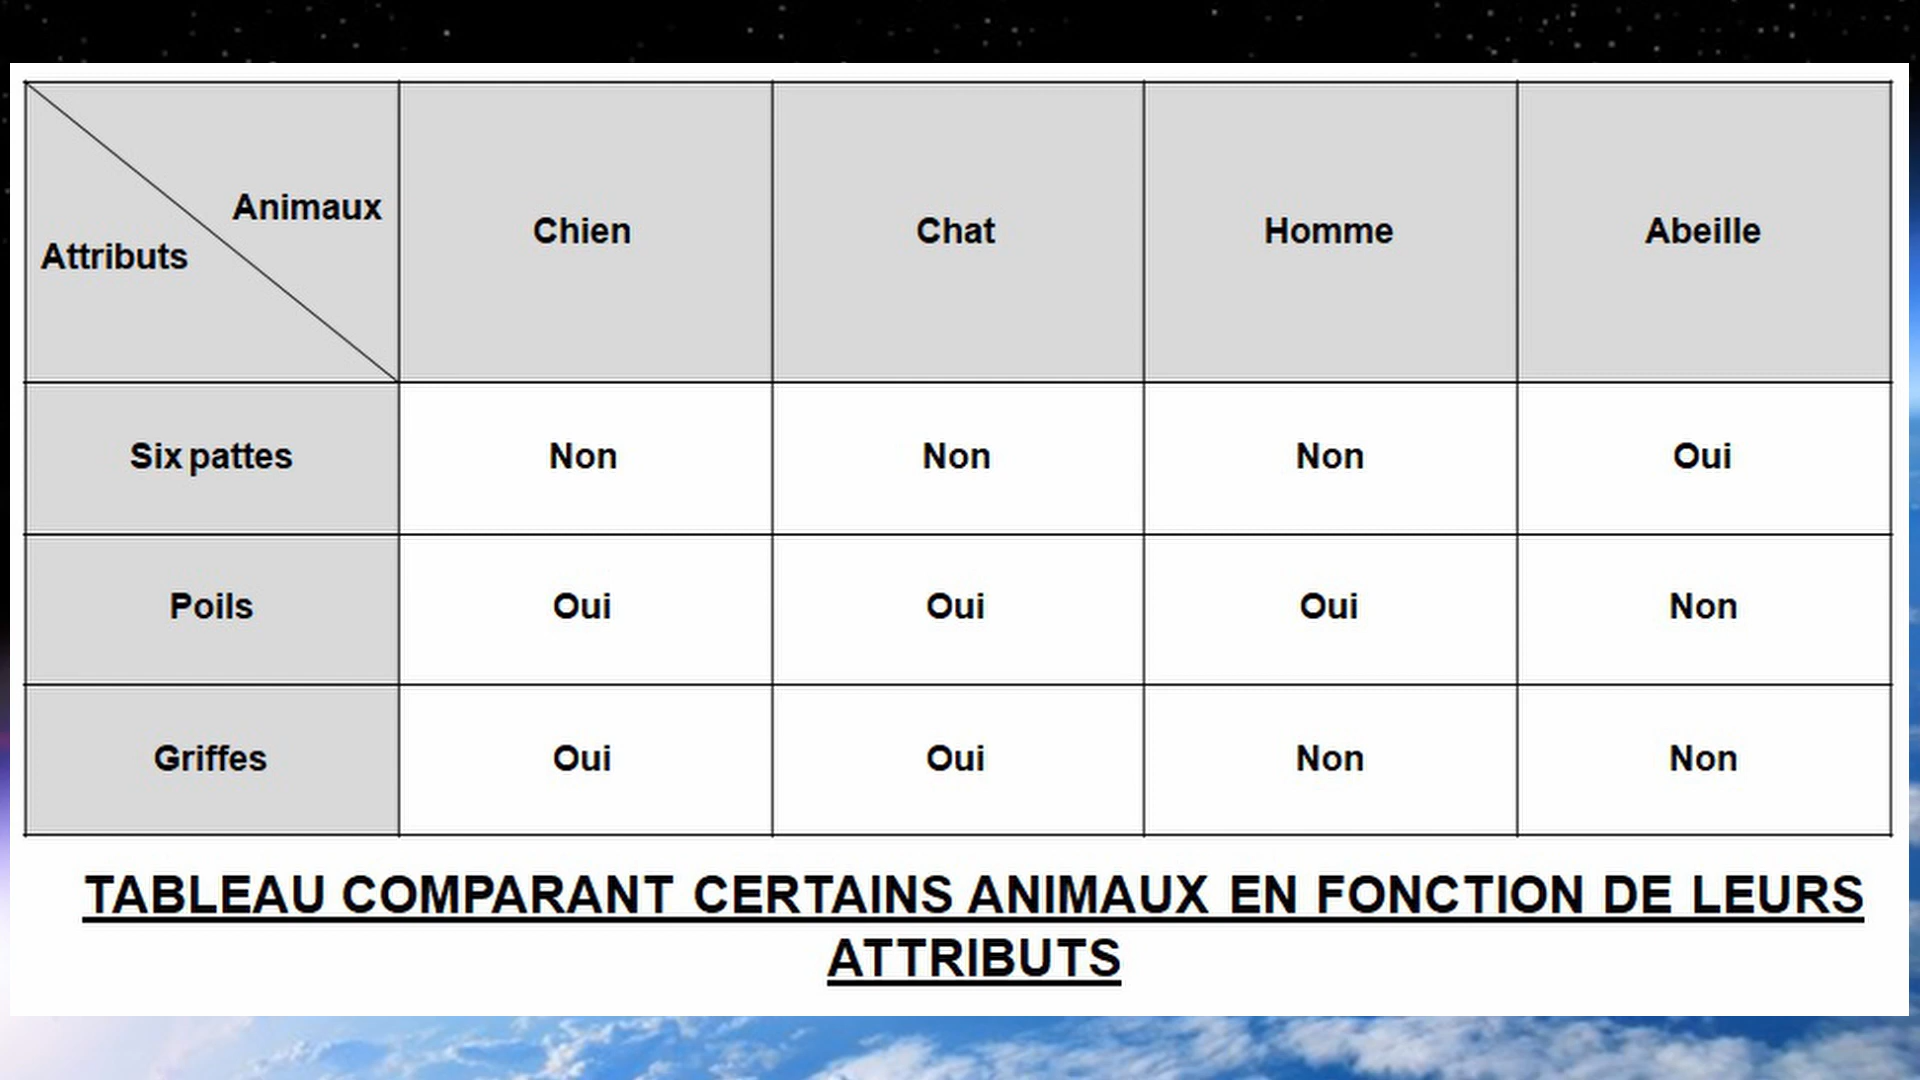 Animaux
Attributs
Chien
Chat
Homme
Abeille
Six pattes
Non
Non
Non
Oui
Poils
Oui
Oui
Oui
Non
Griffes
Oui
Oui
Non
Non
TABLEAU COMPARANT CERTAINS ANIMAUX EN FONCTION DE LEURS
ATTRIBUTS